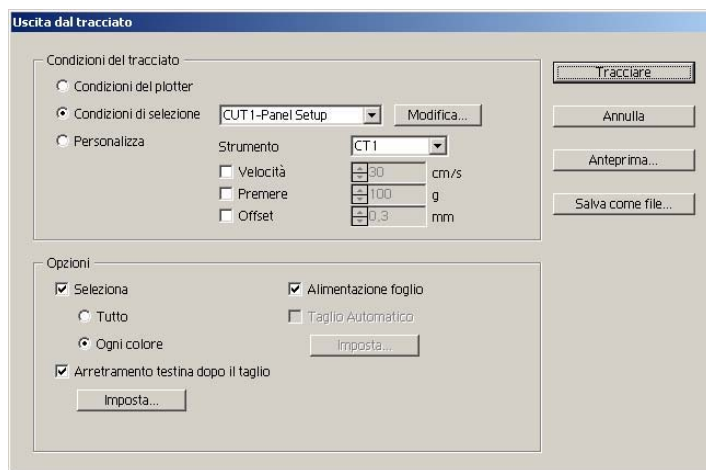 Uscita dal tracciato
Condizioni del tracciato
Condizioni del plotter
Condizioni di selezione CUT1-Panel Setup Modifica...
Personalizza Strumento CT1
Velocità 30 cm/s
Premere 100 g
Offset 0,3 mm
Tracciare
Annulla
Anteprima...
Salva come file...
Opzioni
Seleziona Alimentazione foglio
Tutto Taglio Automatico
Ogni colore Imposta...
Arretramento testina dopo il taglio
Imposta...